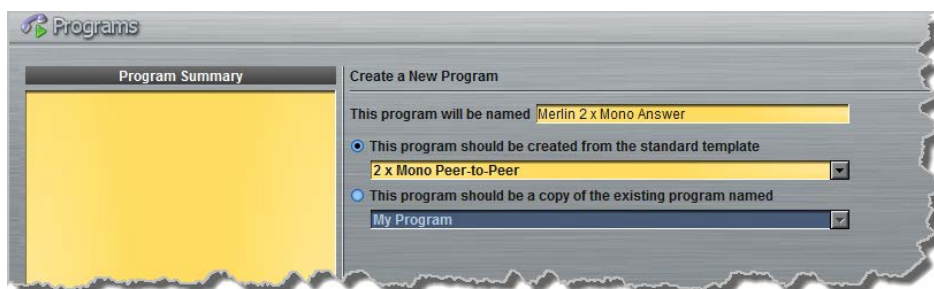 Programs
Program Summary
Create a New Program
This program will be named Merlin 2 x Mono Answer
This program should be created from the standard template
2 x Mono Peer-to-Peer
This program should be a copy of the existing program named
My Program